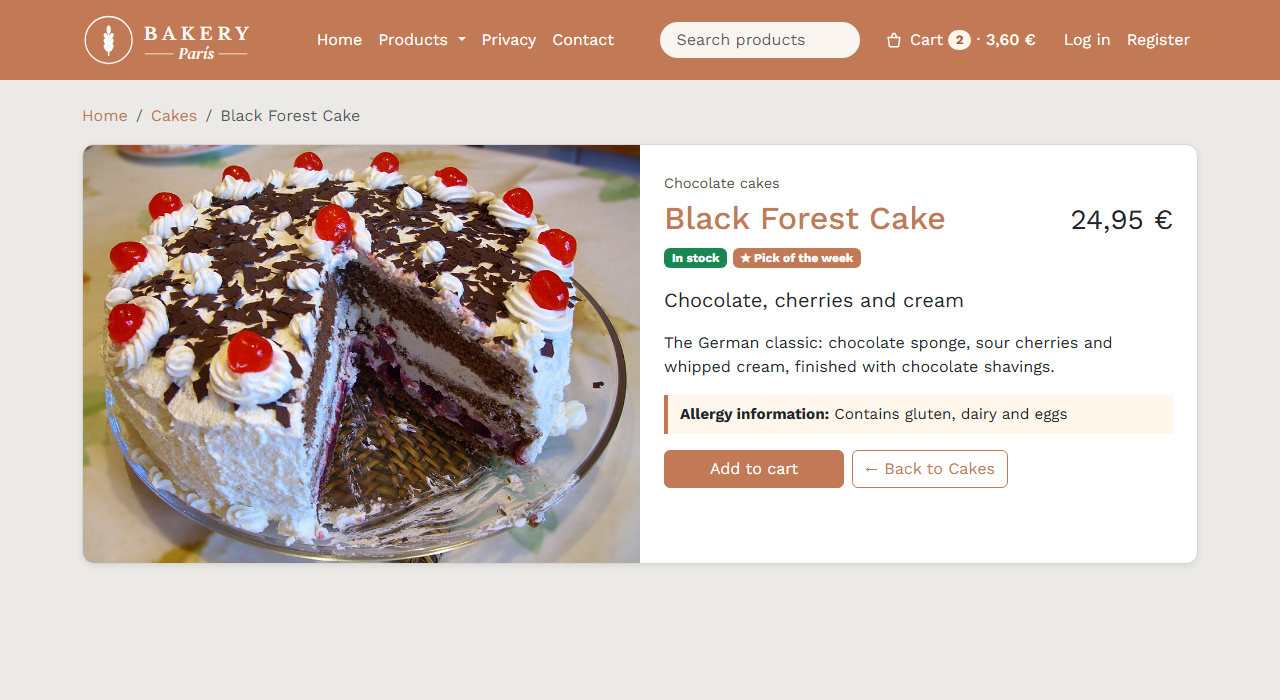 BAKERY
París
Home Products Privacy Contact
Search products
Cart 2 · 3,60 €
Log in Register
Home / Cakes / Black Forest Cake
Chocolate cakes
Black Forest Cake
24,95 €
In stock ★ Pick of the week
Chocolate, cherries and cream
The German classic: chocolate sponge, sour cherries and
whipped cream, finished with chocolate shavings.
Allergy information: Contains gluten, dairy and eggs
Add to cart ← Back to Cakes